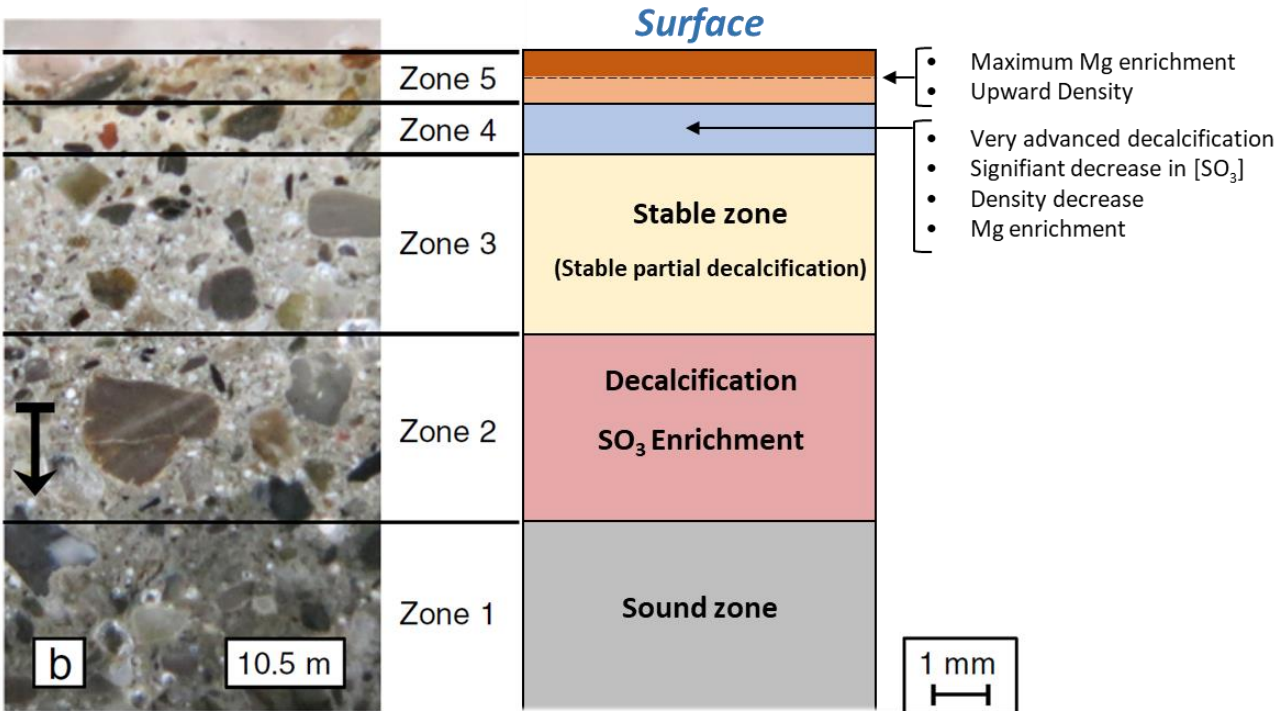 Surface
Zone 5
Maximum Mg enrichment
Upward Density
Zone 4
Very advanced decalcification
Signifiant decrease in [SO₃]
Density decrease
Mg enrichment
Zone 3
Stable zone
(Stable partial decalcification)
Zone 2
Decalcification
SO₃ Enrichment
Zone 1
Sound zone
b
10.5 m
1 mm